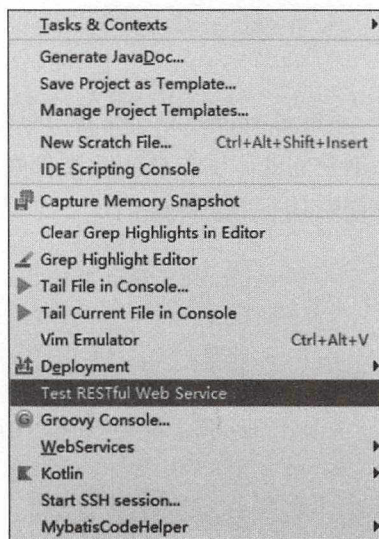 Tasks & Contexts
Generate JavaDoc...
Save Project as Template...
Manage Project Templates...
New Scratch File... Ctrl+Alt+Shift+Insert
IDE Scripting Console
Capture Memory Snapshot
Clear Grep Highlights in Editor
Grep Highlight Editor
Tail File in Console...
Tail Current File in Console
Vim Emulator Ctrl+Alt+V
Deployment
Test RESTful Web Service
Groovy Console...
WebServices
Kotlin
Start SSH session...
MybatisCodeHelper